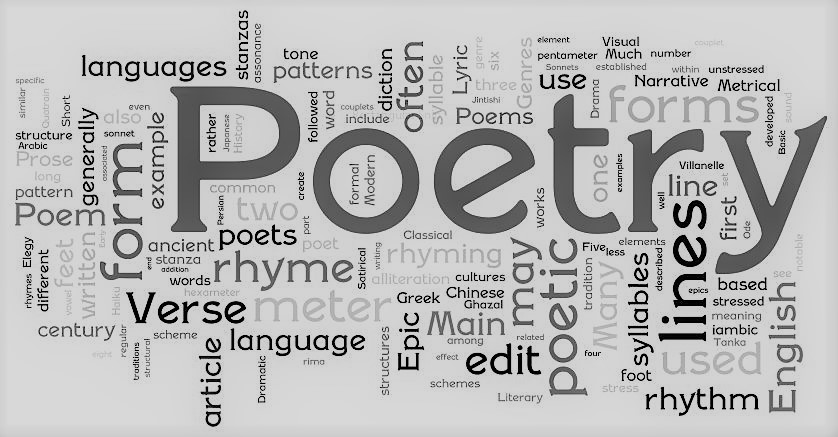 Poetry
languages
stanzas
assonance
tone
patterns
diction
often
syllable
Lyric
genre
six
three
Genres
element
pentameter
Sonnets
Visual
Much
number
established
within
unstressed
couplet
use
Narrative
Metrical
Drama
forms
developed
Basic
sound
specific
similar
Quatrain
Short
structure
Arabic
sonnet
generally
also
even
example
rather
Japanese
History
followed
word
couplets
include
Jintishi
Poems
Prose
long
pattern
associated
Poem
form
common
Persian
two
create
part
formal
Modern
works
one
examples
Villanelle
line
well
set
first
Ode
rhymes
Elegy
different
vowel
feet
written
Early
Haiku
ancient
end
stanza
addition
words
poets
poet
rhyme
hexameter
Classical
Satirical
writing
rhyming
alliteration
cultures
may
poetic
Five
less
elements
tradition
Many
described
syllables
lines
epics
based
stressed
meaning
iambic
Tanka
see
notable
English
Verse
meter
Greek
Chinese
Ghazal
Epic
Main
among
century
regular
scheme
eight
traditions
structural
article
language
Dramatic
rima
structures
effect
related
edit
schemes
Literary
four
foot
stress
used
rhythm